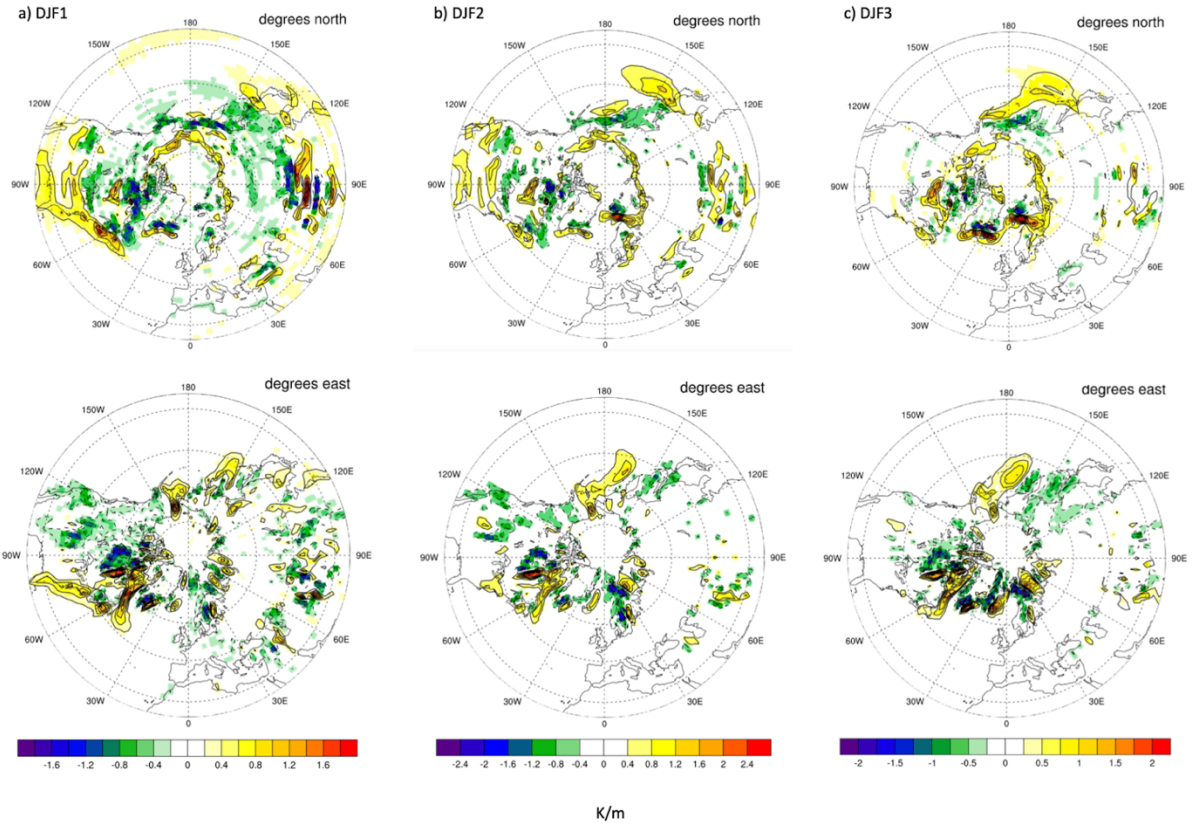 a) DJF1
degrees north
180
150W
150E
120W
120E
90W
90E
60W
60E
30W
30E
0
b) DJF2
degrees north
180
150W
150E
120W
120E
90W
90E
60W
60E
30W
30E
0
c) DJF3
degrees north
180
150W
150E
120W
120E
90W
90E
60W
60E
30W
30E
0
degrees east
180
150W
150E
120W
120E
90W
90E
60W
60E
30W
30E
0
-1.6 -1.2 -0.8 -0.4 0 0.4 0.8 1.2 1.6
degrees east
180
150W
150E
120W
120E
90W
90E
60W
60E
30W
30E
0
-2.4 -2 -1.6 -1.2 -0.8 -0.4 0 0.4 0.8 1.2 1.6 2 2.4
degrees east
180
150W
150E
120W
120E
90W
90E
60W
60E
30W
30E
0
-2 -1.5 -1 -0.5 0 0.5 1 1.5 2
K/m